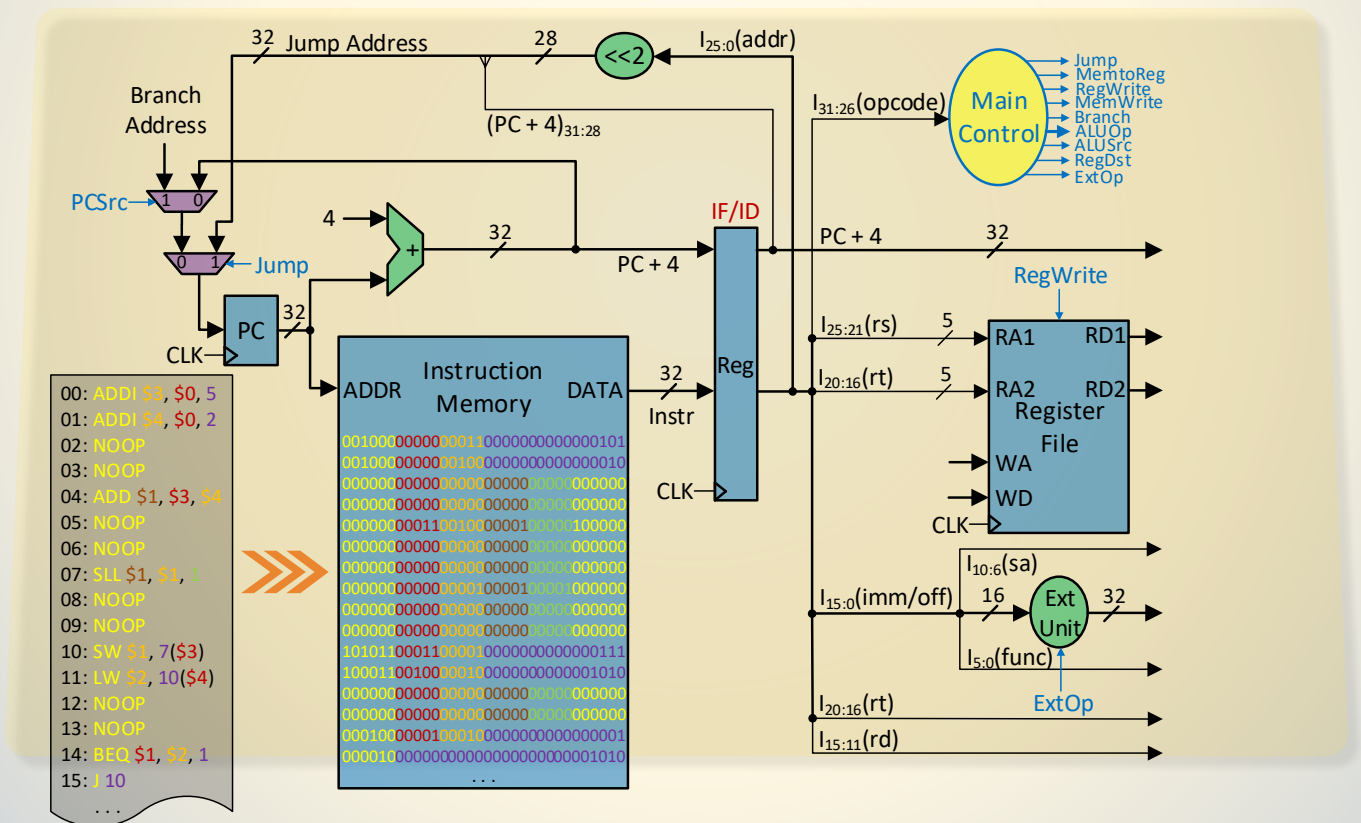 32 Jump Address 28 <<2 I25:0(addr)
Branch
Address
(PC + 4)31:28
PCSrc
1 0
0 1
Jump
4
+
32
PC + 4
PC
32
CLK
IF/ID
Reg
CLK
Instruction
Memory
ADDR
DATA
32
Instr
00100000000000110000000000000101
00100000000001000000000000000010
00000000000000000000000000000000
00000000000000000000000000000000
00000000011001000000100000100000
00000000000000000000000000000000
00000000000000000000000000000000
00000000000000010000100001000000
00000000000000000000000000000000
00000000000000000000000000000000
10101100011000010000000000000111
10001100100000100000000000001010
00000000000000000000000000000000
00000000000000000000000000000000
00010000001000100000000000000001
00001000000000000000000000001010
. . .
00: ADDI $3, $0, 5
01: ADDI $4, $0, 2
02: NOOP
03: NOOP
04: ADD $1, $3, $4
05: NOOP
06: NOOP
07: SLL $1, $1, 1
08: NOOP
09: NOOP
10: SW $1, 7($3)
11: LW $2, 10($4)
12: NOOP
13: NOOP
14: BEQ $1, $2, 1
15: J 10
. . .
I31:26(opcode)
Main
Control
Jump
MemtoReg
RegWrite
MemWrite
Branch
ALUOp
ALUSrc
RegDst
ExtOp
PC + 4
32
RegWrite
I25:21(rs)
5
RA1
RD1
I20:16(rt)
5
RA2
RD2
Register
File
WA
WD
CLK
I10:6(sa)
I15:0(imm/off)
16
Ext
Unit
32
I5:0(func)
ExtOp
I20:16(rt)
I15:11(rd)